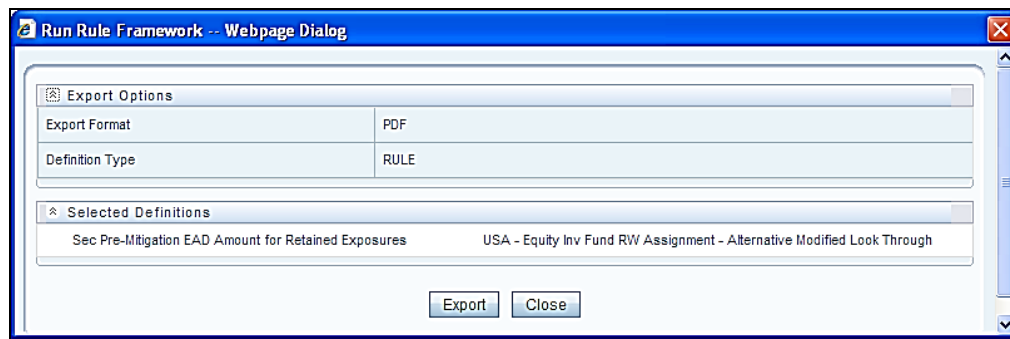 Run Rule Framework -- Webpage Dialog
Export Options
Export Format PDF
Definition Type RULE
Selected Definitions
Sec Pre-Mitigation EAD Amount for Retained Exposures USA - Equity Inv Fund RW Assignment - Alternative Modified Look Through
Export Close